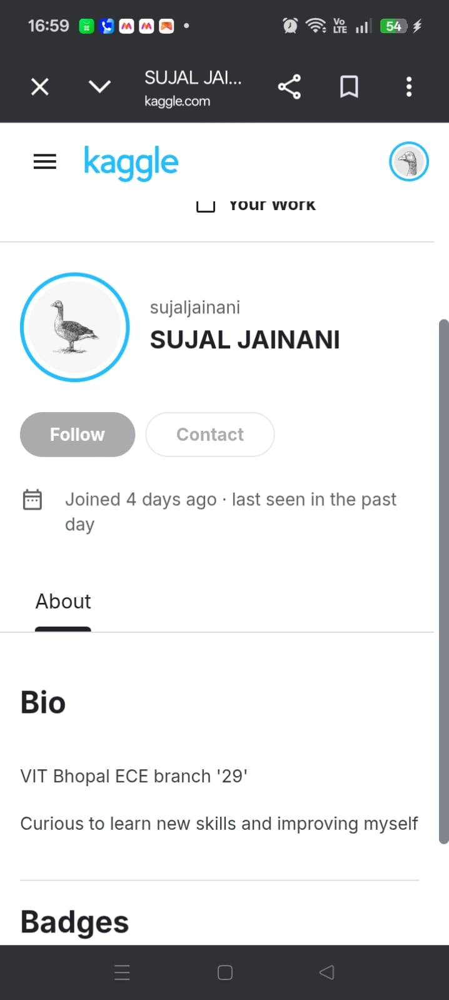 16:59
Vo
LTE
54
SUJAL JAI...
kaggle.com
kaggle
Your Work
sujaljainani
SUJAL JAINANI
Follow
Contact
Joined 4 days ago · last seen in the past
day
About
Bio
VIT Bhopal ECE branch '29'
Curious to learn new skills and improving myself
Badges